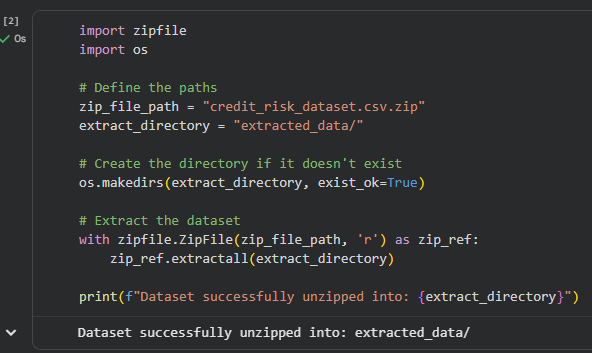 [2]
✓ 0s
import zipfile
import os
# Define the paths
zip_file_path = "credit_risk_dataset.csv.zip"
extract_directory = "extracted_data/"
# Create the directory if it doesn't exist
os.makedirs(extract_directory, exist_ok=True)
# Extract the dataset
with zipfile.ZipFile(zip_file_path, 'r') as zip_ref:
    zip_ref.extractall(extract_directory)
print(f"Dataset successfully unzipped into: {extract_directory}")
Dataset successfully unzipped into: extracted_data/